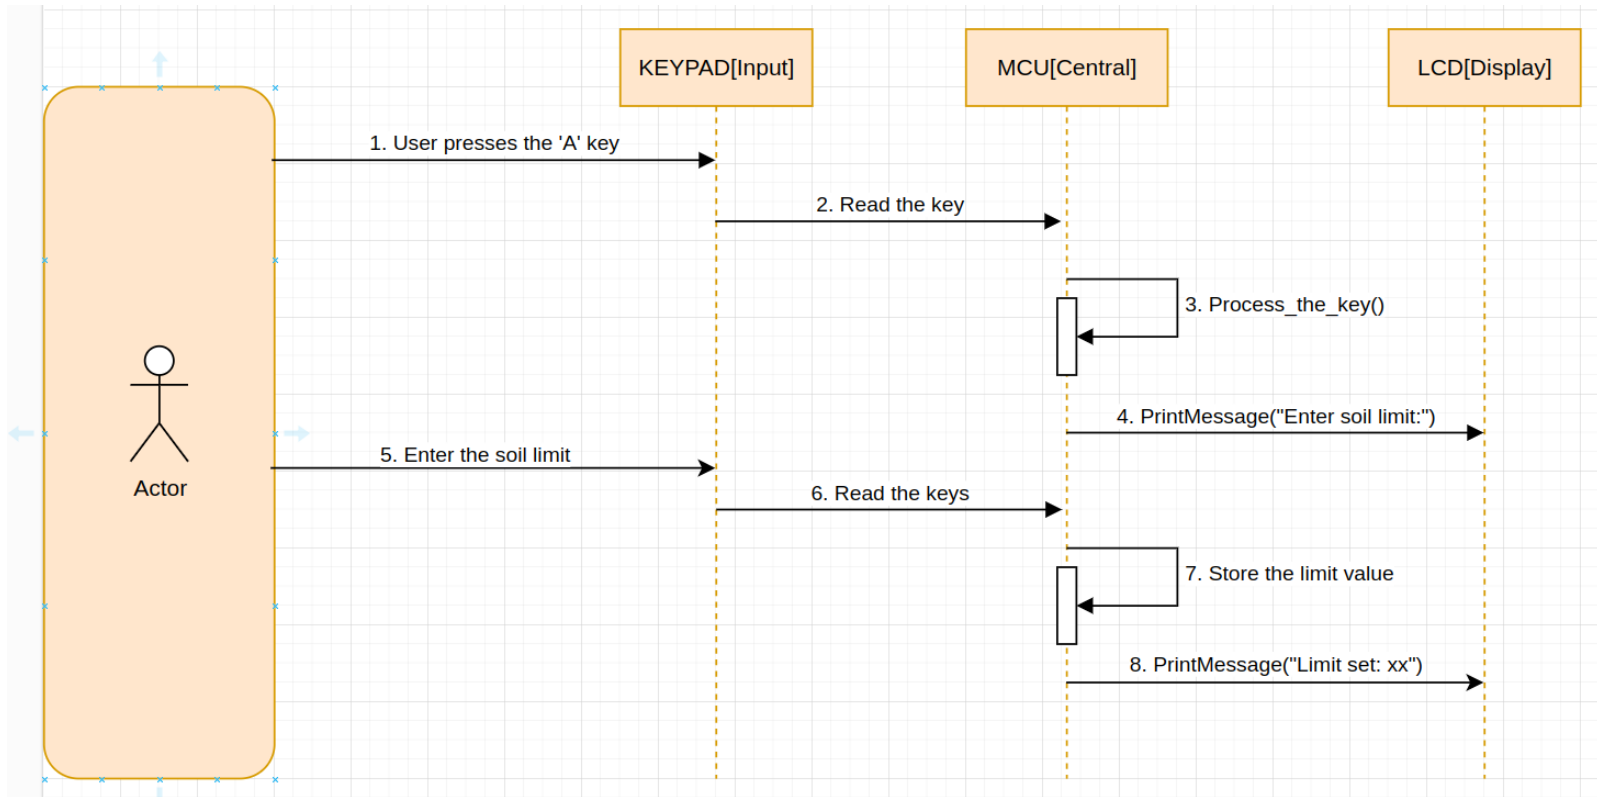 KEYPAD[Input]
MCU[Central]
LCD[Display]
1. User presses the 'A' key
2. Read the key
3. Process_the_key()
4. PrintMessage("Enter soil limit:")
5. Enter the soil limit
Actor
6. Read the keys
7. Store the limit value
8. PrintMessage("Limit set: xx")